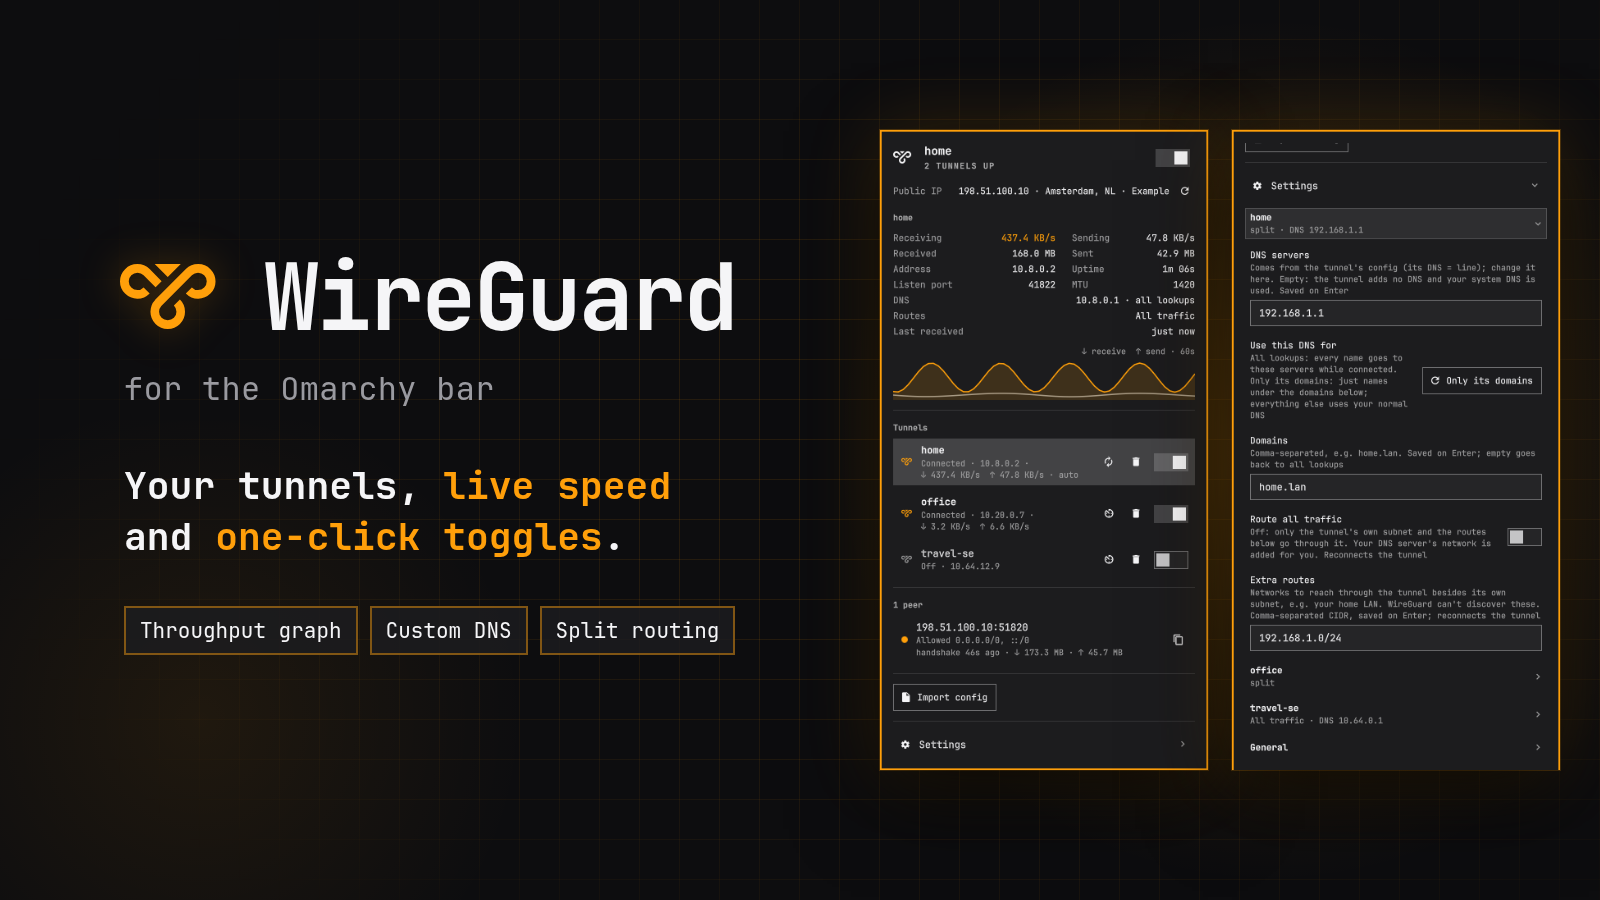 WireGuard
for the Omarchy bar
Your tunnels, live speed
and one-click toggles.
Throughput graph
Custom DNS
Split routing
home
2 TUNNELS UP
Public IP 198.51.100.10 · Amsterdam, NL · Example
home
Receiving 437.4 KB/s Sending 47.8 KB/s
Received 168.0 MB Sent 42.9 MB
Address 10.8.0.2 Uptime 1m 06s
Listen port 41822 MTU 1420
DNS 10.8.0.1 · all lookups
Routes All traffic
Last received just now
↓ receive ↑ send · 60s
Tunnels
home
Connected · 10.8.0.2 ·
↓ 437.4 KB/s ↑ 47.8 KB/s · auto
office
Connected · 10.20.0.7 ·
↓ 3.2 KB/s ↑ 6.6 KB/s
travel-se
Off · 10.64.12.9
1 peer
198.51.100.10:51820
Allowed 0.0.0.0/0, ::/0
handshake 46s ago · ↓ 173.3 MB · ↑ 45.7 MB
Import config
Settings
Settings
home
split · DNS 192.168.1.1
DNS servers
Comes from the tunnel's config (its DNS = line); change it
here. Empty: the tunnel adds no DNS and your system DNS is
used. Saved on Enter
192.168.1.1
Use this DNS for
All lookups: every name goes to
these servers while connected.
Only its domains: just names
under the domains below;
everything else uses your normal
DNS
Only its domains
Domains
Comma-separated, e.g. home.lan. Saved on Enter; empty goes
back to all lookups
home.lan
Route all traffic
Off: only the tunnel's own subnet and the routes
below go through it. Your DNS server's network is
added for you. Reconnects the tunnel
Extra routes
Networks to reach through the tunnel besides its own
subnet, e.g. your home LAN. WireGuard can't discover these.
Comma-separated CIDR, saved on Enter; reconnects the tunnel
192.168.1.0/24
office
split
travel-se
All traffic · DNS 10.64.0.1
General